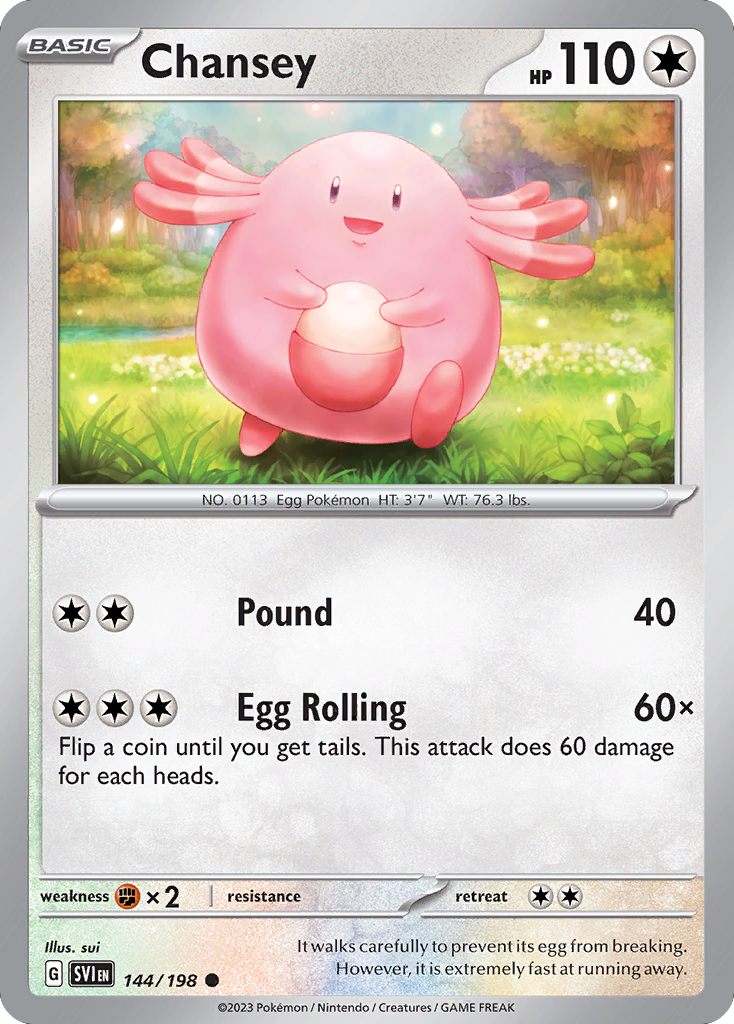 BASIC
Chansey
HP 110
NO. 0113 Egg Pokémon HT: 3'7" WT: 76.3 lbs.
Pound 40
Egg Rolling 60×
Flip a coin until you get tails. This attack does 60 damage
for each heads.
weakness ×2 resistance retreat
Illus. sui
It walks carefully to prevent its egg from breaking.
However, it is extremely fast at running away.
G SVI EN 144/198
©2023 Pokémon / Nintendo / Creatures / GAME FREAK